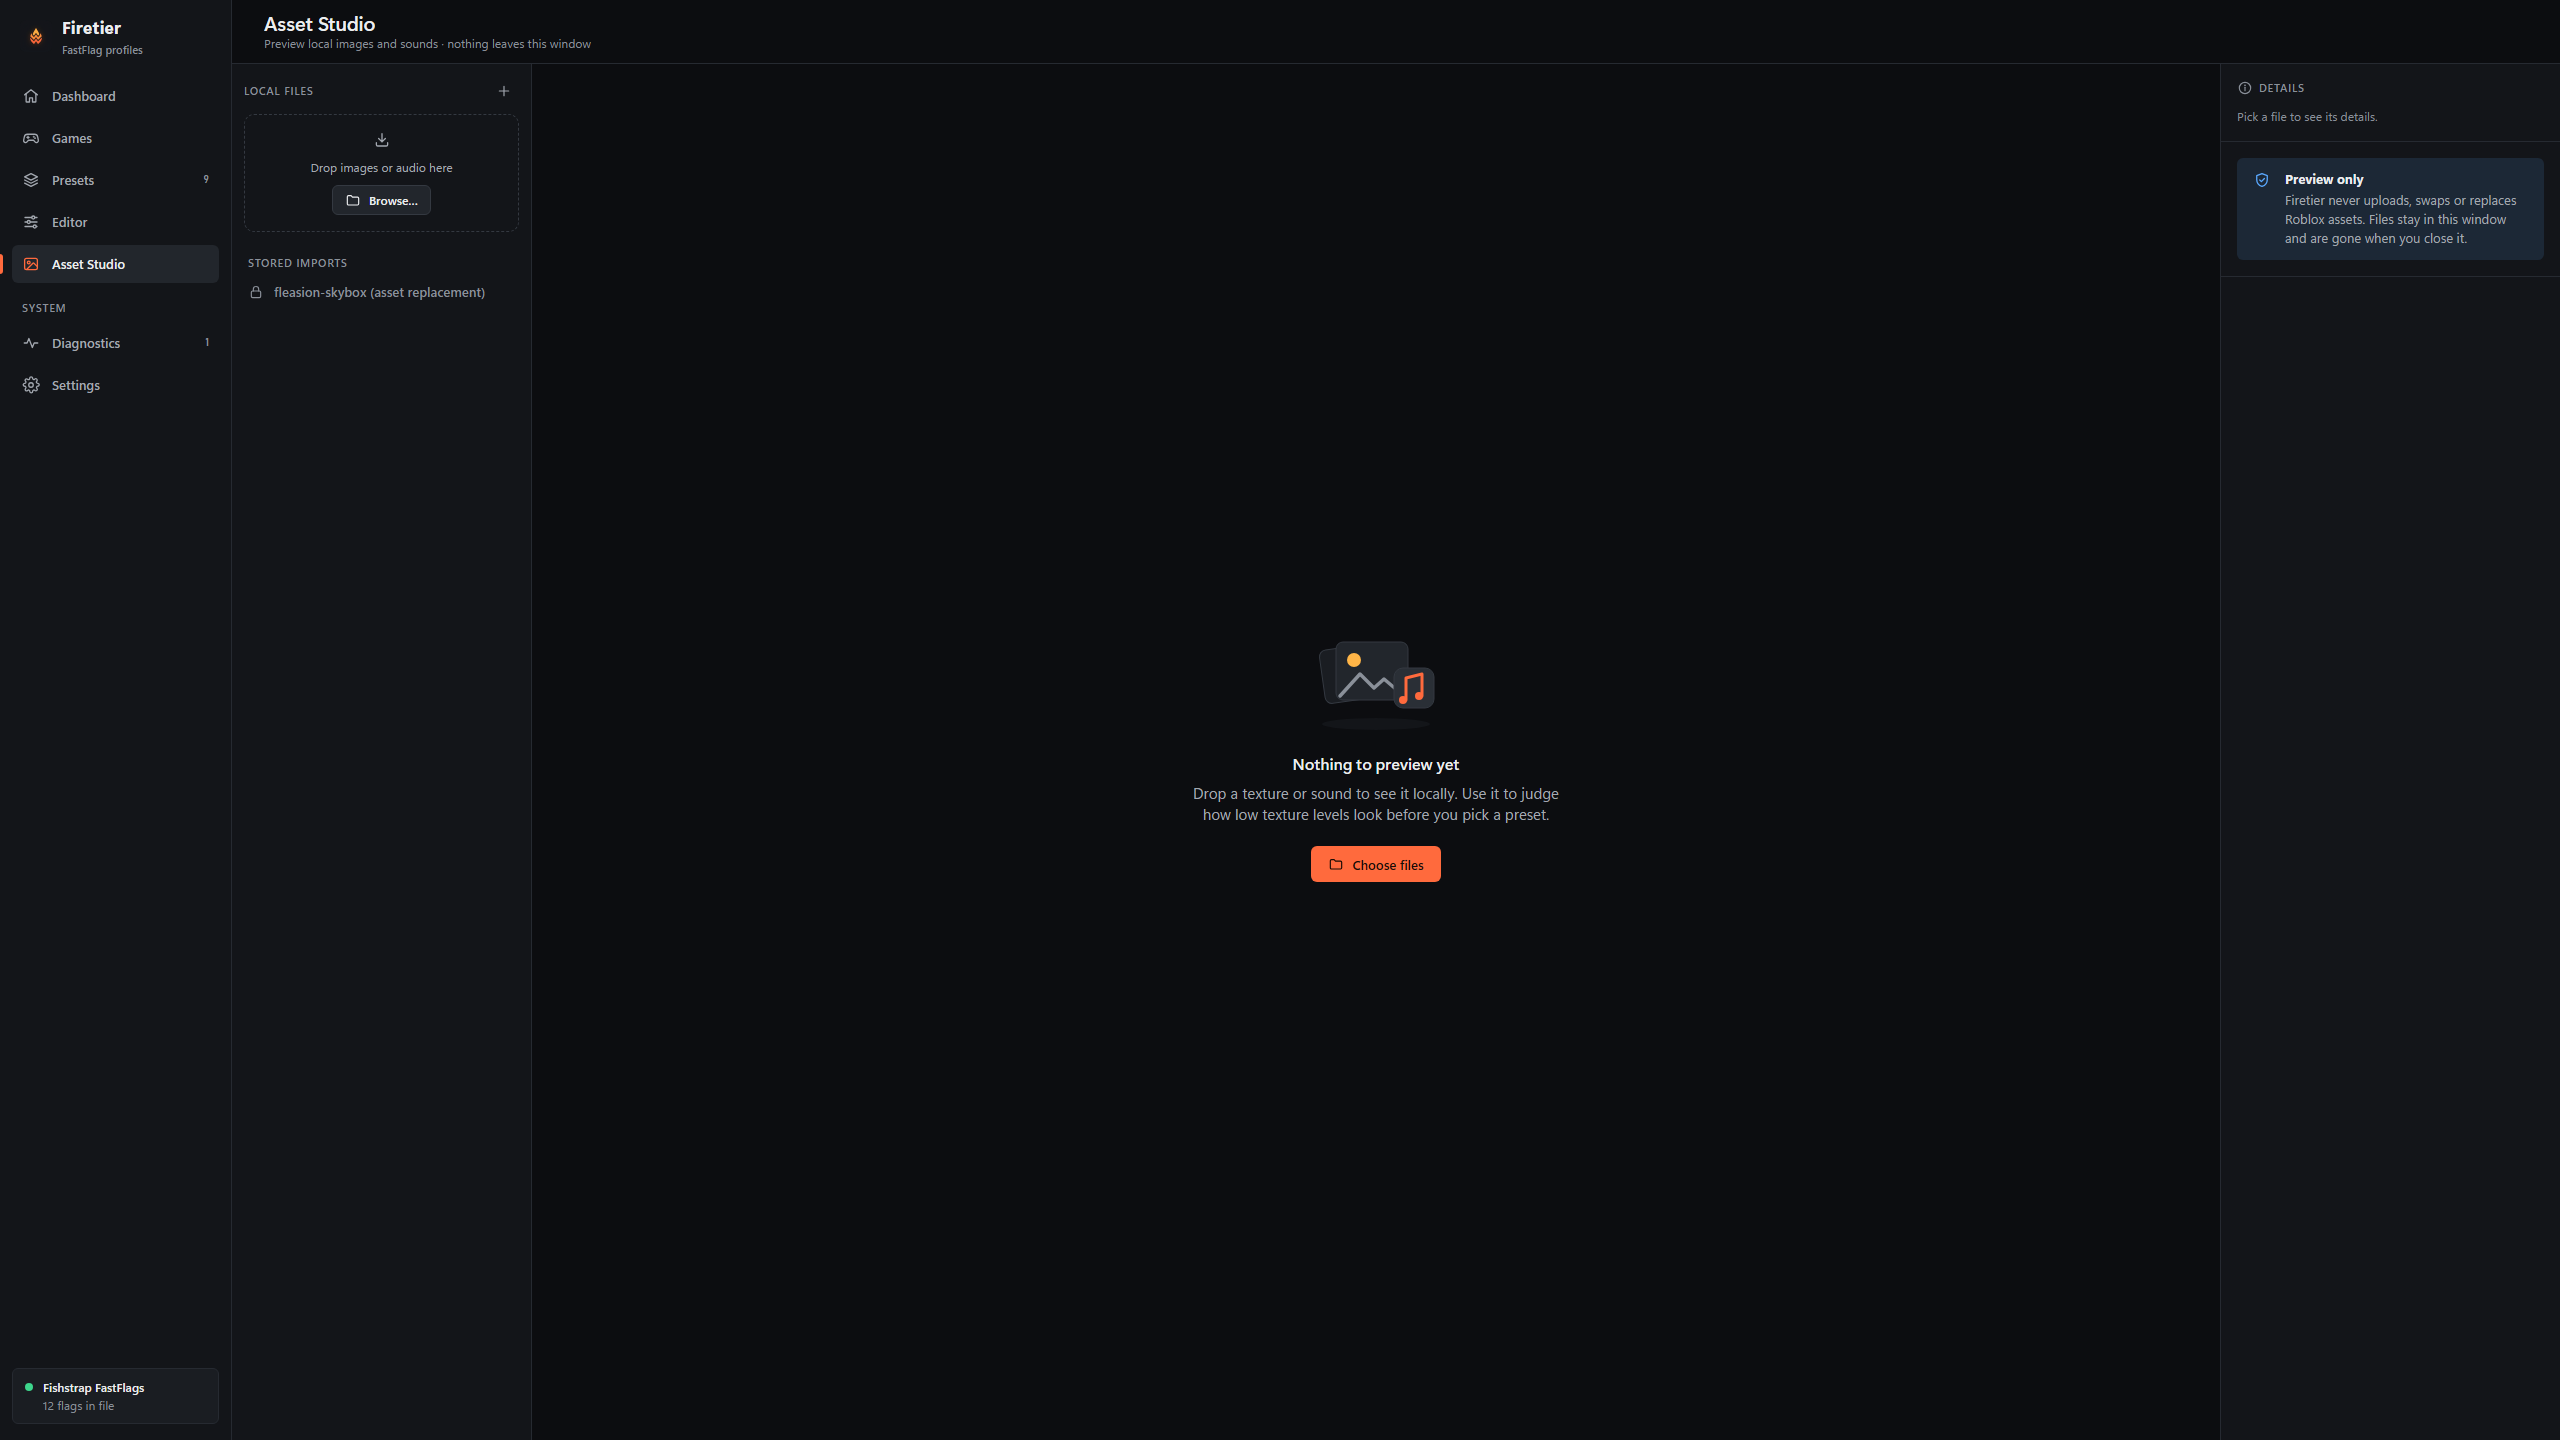 Firetier
FastFlag profiles
Dashboard
Games
Presets 9
Editor
Asset Studio
SYSTEM
Diagnostics 1
Settings
Fishstrap FastFlags
12 flags in file
Asset Studio
Preview local images and sounds · nothing leaves this window
LOCAL FILES
Drop images or audio here
Browse...
STORED IMPORTS
fleasion-skybox (asset replacement)
Nothing to preview yet
Drop a texture or sound to see it locally. Use it to judge
how low texture levels look before you pick a preset.
Choose files
DETAILS
Pick a file to see its details.
Preview only
Firetier never uploads, swaps or replaces
Roblox assets. Files stay in this window
and are gone when you close it.